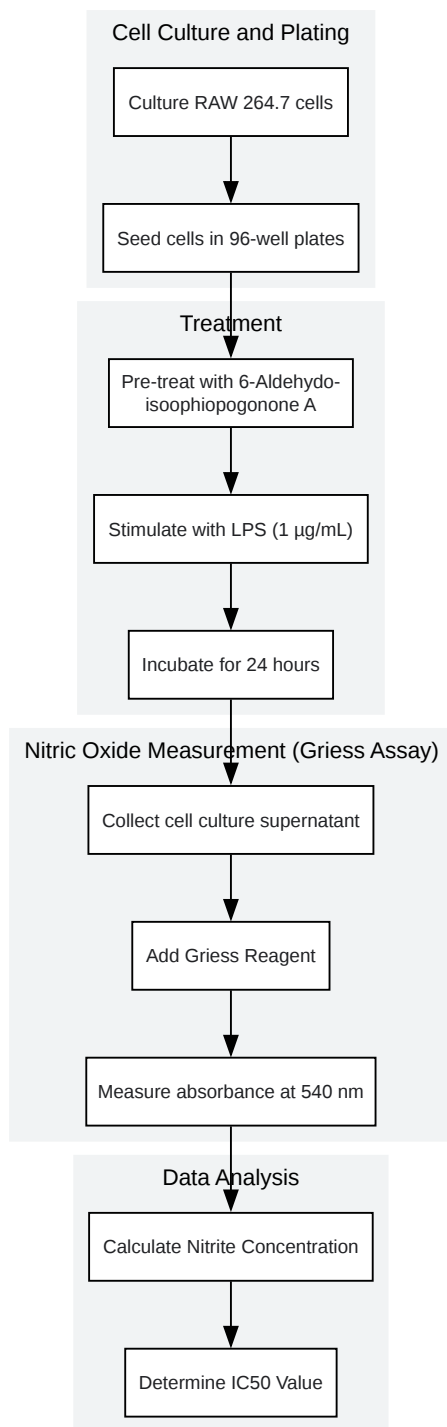 Cell Culture and Plating
Culture RAW 264.7 cells
Seed cells in 96-well plates
Treatment
Pre-treat with 6-Aldehydo-
isoophiopogonone A
Stimulate with LPS (1 µg/mL)
Incubate for 24 hours
Nitric Oxide Measurement (Griess Assay)
Collect cell culture supernatant
Add Griess Reagent
Measure absorbance at 540 nm
Data Analysis
Calculate Nitrite Concentration
Determine IC50 Value